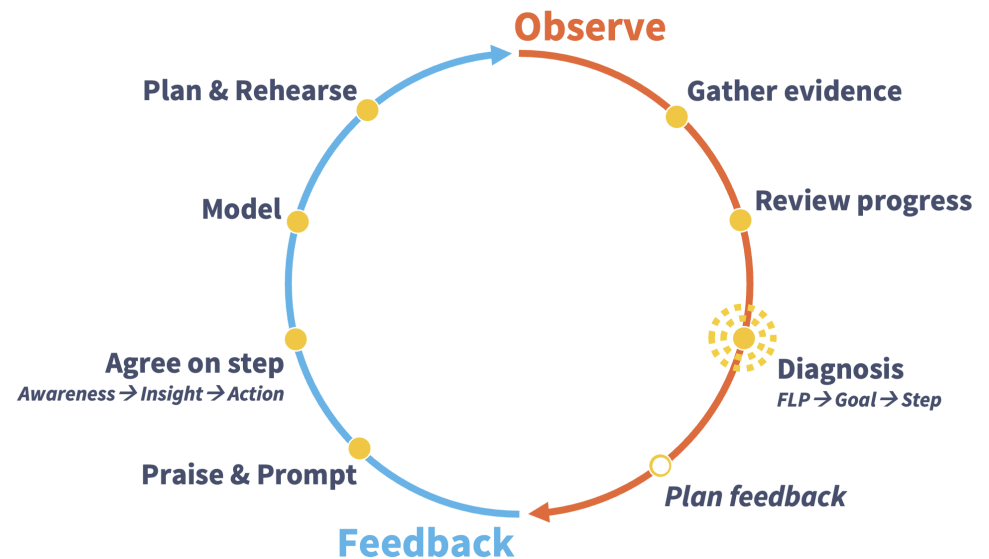 Observe
Gather evidence
Review progress
Diagnosis
FLP → Goal → Step
Plan feedback
Feedback
Praise & Prompt
Agree on step
Awareness → Insight → Action
Model
Plan & Rehearse